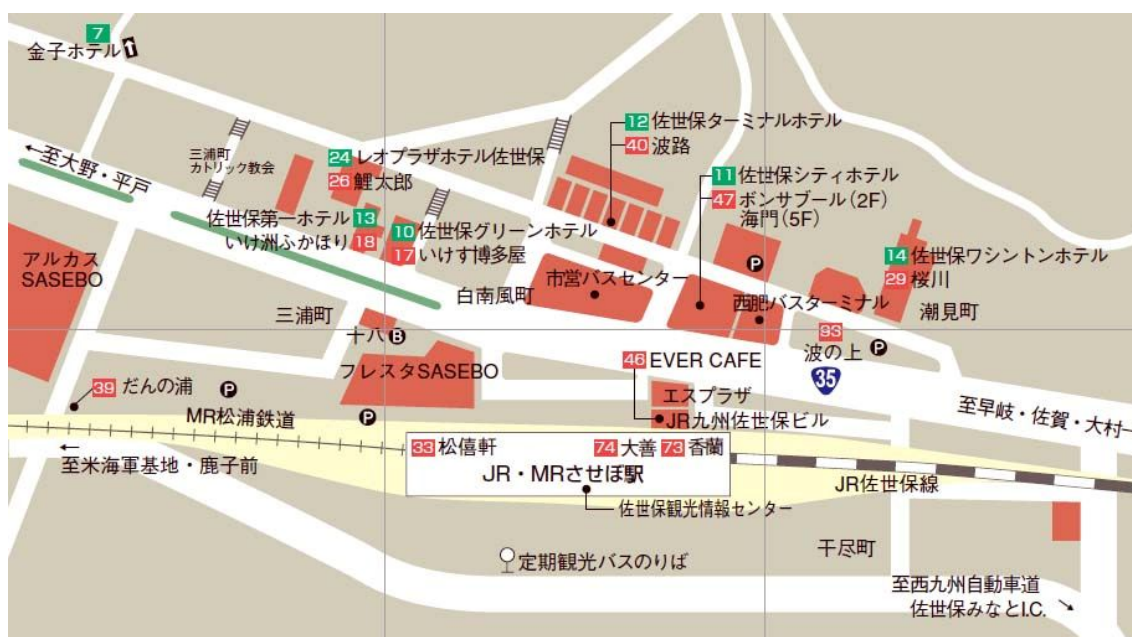 7
金子ホテル
12 佐世保ターミナルホテル
40 波路
←至大野・平戸
三浦町
カトリック教会
24 レオプラザホテル佐世保
26 鯉太郎
11 佐世保シティホテル
47 ボンサブール(2F)
海門(5F)
佐世保第一ホテル 13
いけ洲ふかほり 18
10 佐世保グリーンホテル
17 いけす博多屋
14 佐世保ワシントンホテル
29 桜川
アルカス
SASEBO
市営バスセンター
P
白南風町
西肥バスターミナル
潮見町
三浦町
十八 B
93
波の上
P
フレスタSASEBO
46 EVER CAFE
35
39 だんの浦
P
エスプラザ
至早岐・佐賀・大村→
MR松浦鉄道
P
JR九州佐世保ビル
33 松僖軒
74 大善
73 香蘭
←
至米海軍基地・鹿子前
JR・MRさせぼ駅
JR佐世保線
佐世保観光情報センター
干尽町
定期観光バスのりば
至西九州自動車道
佐世保みなとI.C.